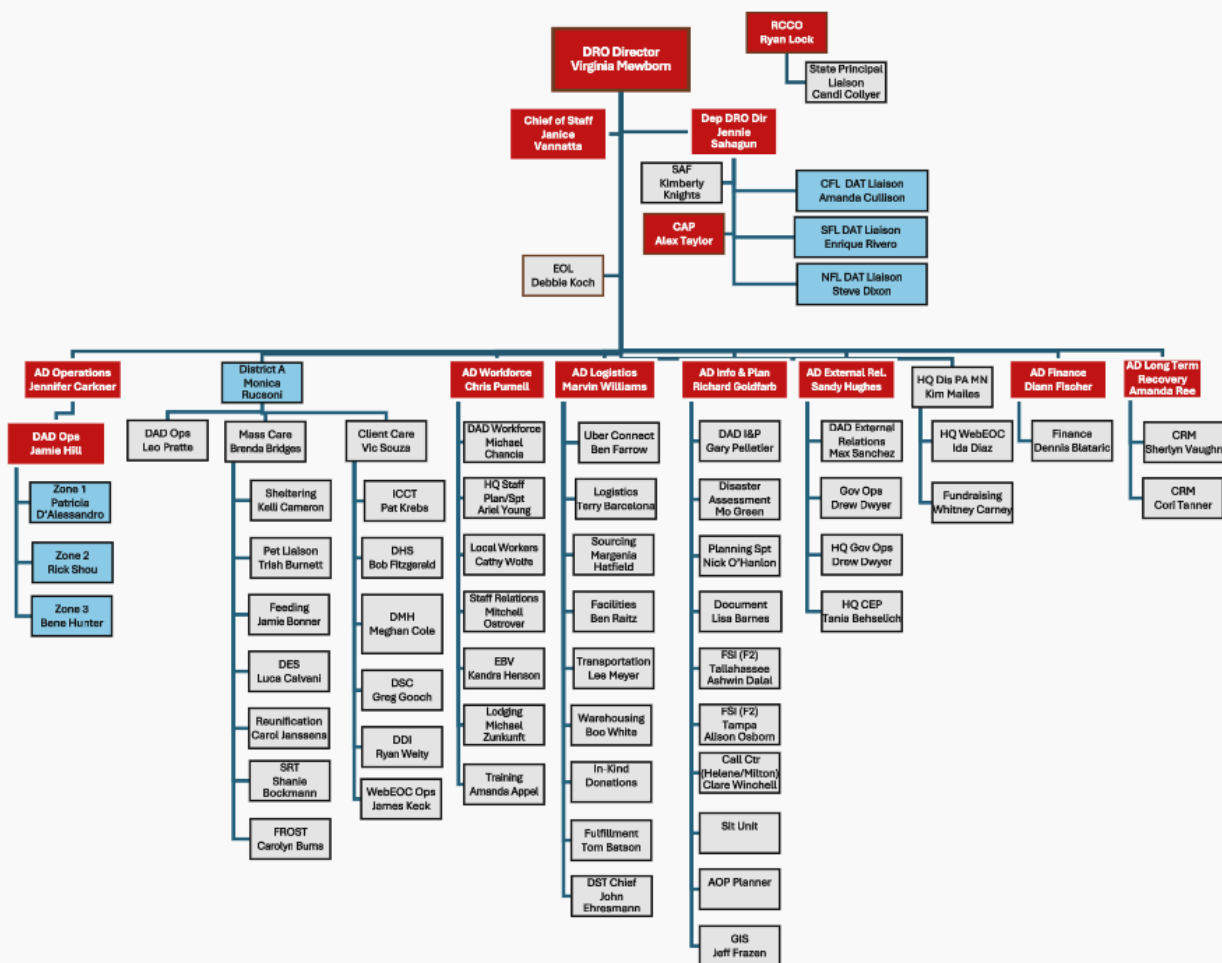 RCCO
Ryan Lock
State Principal
Liaison
Candi Collyer
DRO Director
Virginia Mewborn
Chief of Staff
Janice
Vannatta
Dep DRO Dir
Jennie
Sahagun
SAF
Kimberly
Knights
CAP
Alex Taylor
CFL DAT Liaison
Amanda Cullison
SFL DAT Liaison
Enrique Rivero
NFL DAT Liaison
Steve Dixon
EOL
Debbie Koch
AD Operations
Jennifer Carkner
DAD Ops
Jamie Hill
Zone 1
Patricia
D'Alessandro
Zone 2
Rick Shou
Zone 3
Bene Hunter
District A
Monica
Rucsoni
DAD Ops
Leo Pratte
Mass Care
Brenda Bridges
Sheltering
Kelli Cameron
Pet Liaison
Trish Burnett
Feeding
Jamie Bonner
DES
Luca Calvani
Reunification
Carol Janssens
SRT
Shanie
Bockmann
FROST
Carolyn Burns
Client Care
Vic Souza
ICCT
Pat Krebs
DHS
Bob Fitzgerald
DMH
Meghan Cole
DSC
Greg Gooch
DDI
Ryan Welty
WebEOC Ops
James Keck
AD Workforce
Chris Purnell
DAD Workforce
Michael
Chancia
HQ Staff
Plan/Spt
Ariel Young
Local Workers
Cathy Wolfe
Staff Relations
Mitchell
Ostrover
EBV
Kandra Henson
Lodging
Michael
Zunkunft
Training
Amanda Appel
AD Logistics
Marvin Williams
Uber Connect
Ben Farrow
Logistics
Terry Barcelona
Sourcing
Margenia
Hatfield
Facilities
Ben Raitz
Transportation
Lee Meyer
Warehousing
Boo White
In-Kind
Donations
Fulfillment
Tom Batson
DST Chief
John
Ehresmann
AD Info & Plan
Richard Goldfarb
DAD I&P
Gary Pelletier
Disaster
Assessment
Mo Green
Planning Spt
Nick O'Hanlon
Document
Lisa Barnes
FSI (F2)
Tallahassee
Ashwin Dalal
FSI (F2)
Tampa
Alison Osborn
Call Ctr
(Helene/Milton)
Clare Winchell
Sit Unit
AOP Planner
GIS
Jeff Frazen
AD External Rel.
Sandy Hughes
DAD External
Relations
Max Sanchez
Gov Ops
Drew Dwyer
HQ Gov Ops
Drew Dwyer
HQ CEP
Tania Behselich
HQ Dis PA MN
Kim Mailes
HQ WebEOC
Ida Diaz
Fundraising
Whitney Carney
AD Finance
Diann Fischer
Finance
Dennis Blataric
AD Long Term
Recovery
Amanda Ree
CRM
Sherlyn Vaughn
CRM
Cori Tanner